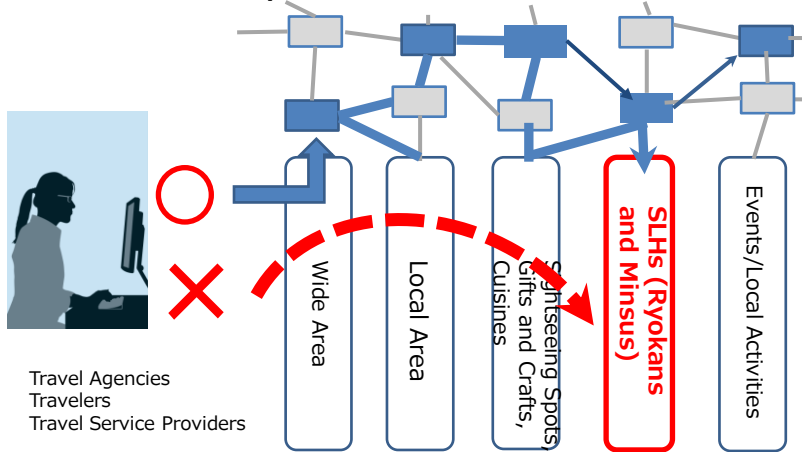 Travel Agencies
Travelers
Travel Service Providers
Wide Area
Local Area
Sightseeing Spots,
Gifts and Crafts,
Cuisines
SLHs (Ryokans
and Minsus)
Events/Local Activities